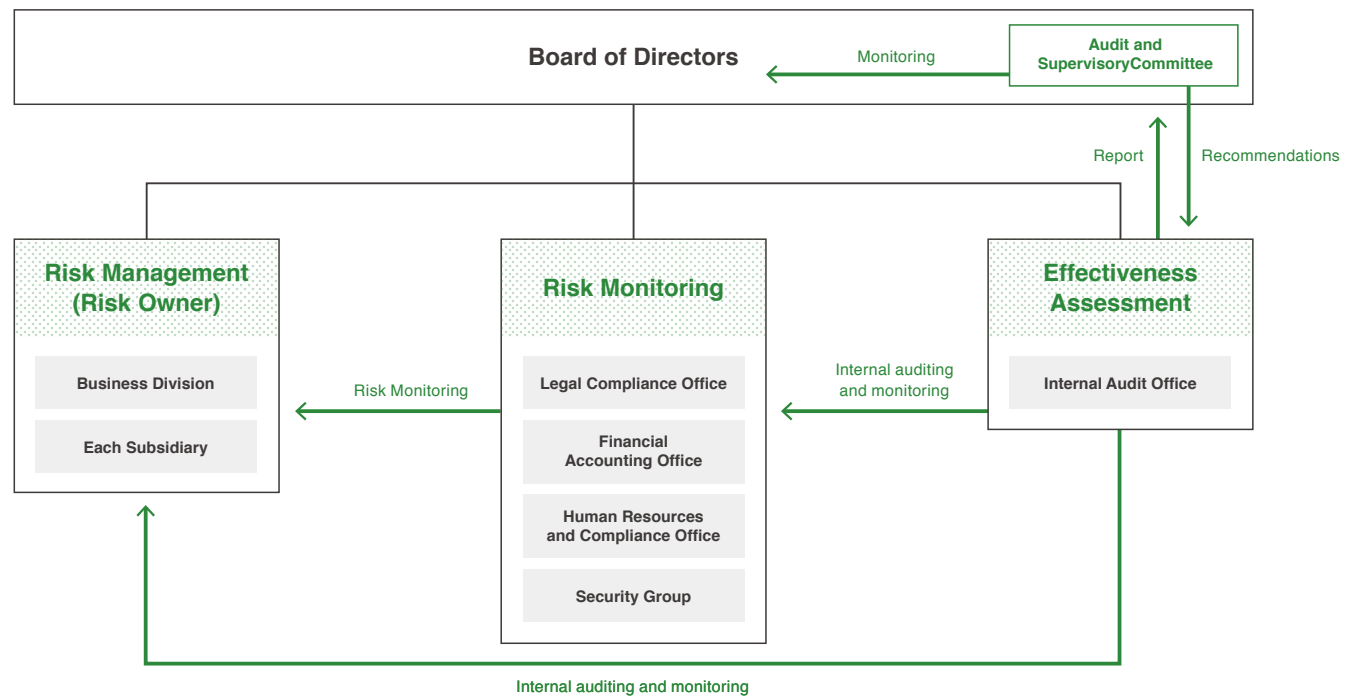 Board of Directors
Monitoring
Audit and
SupervisoryCommittee
Report
Recommendations
Risk Management
(Risk Owner)
Business Division
Each Subsidiary
Risk Monitoring
Risk Monitoring
Legal Compliance Office
Financial
Accounting Office
Human Resources
and Compliance Office
Security Group
Internal auditing
and monitoring
Effectiveness
Assessment
Internal Audit Office
Internal auditing and monitoring